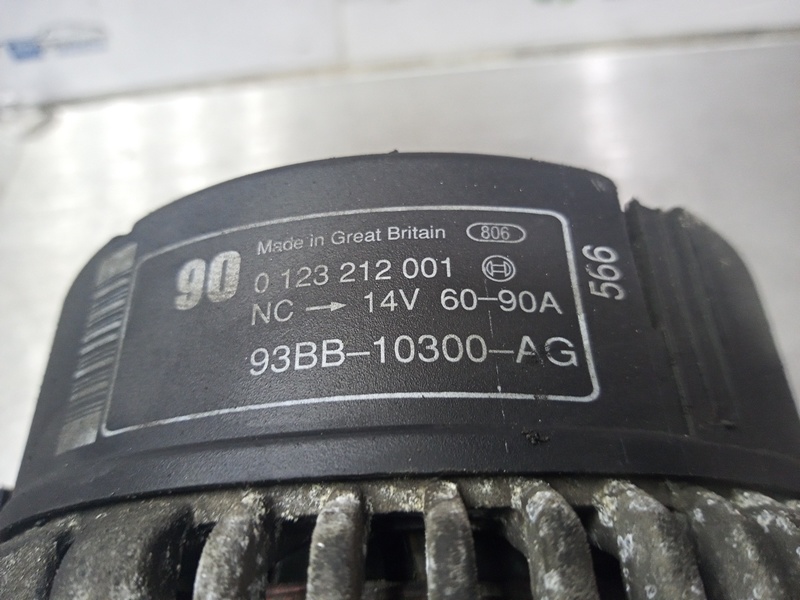 Made in Great Britain 806
90 0 123 212 001
NC → 14V 60-90A
93BB-10300-AG
566